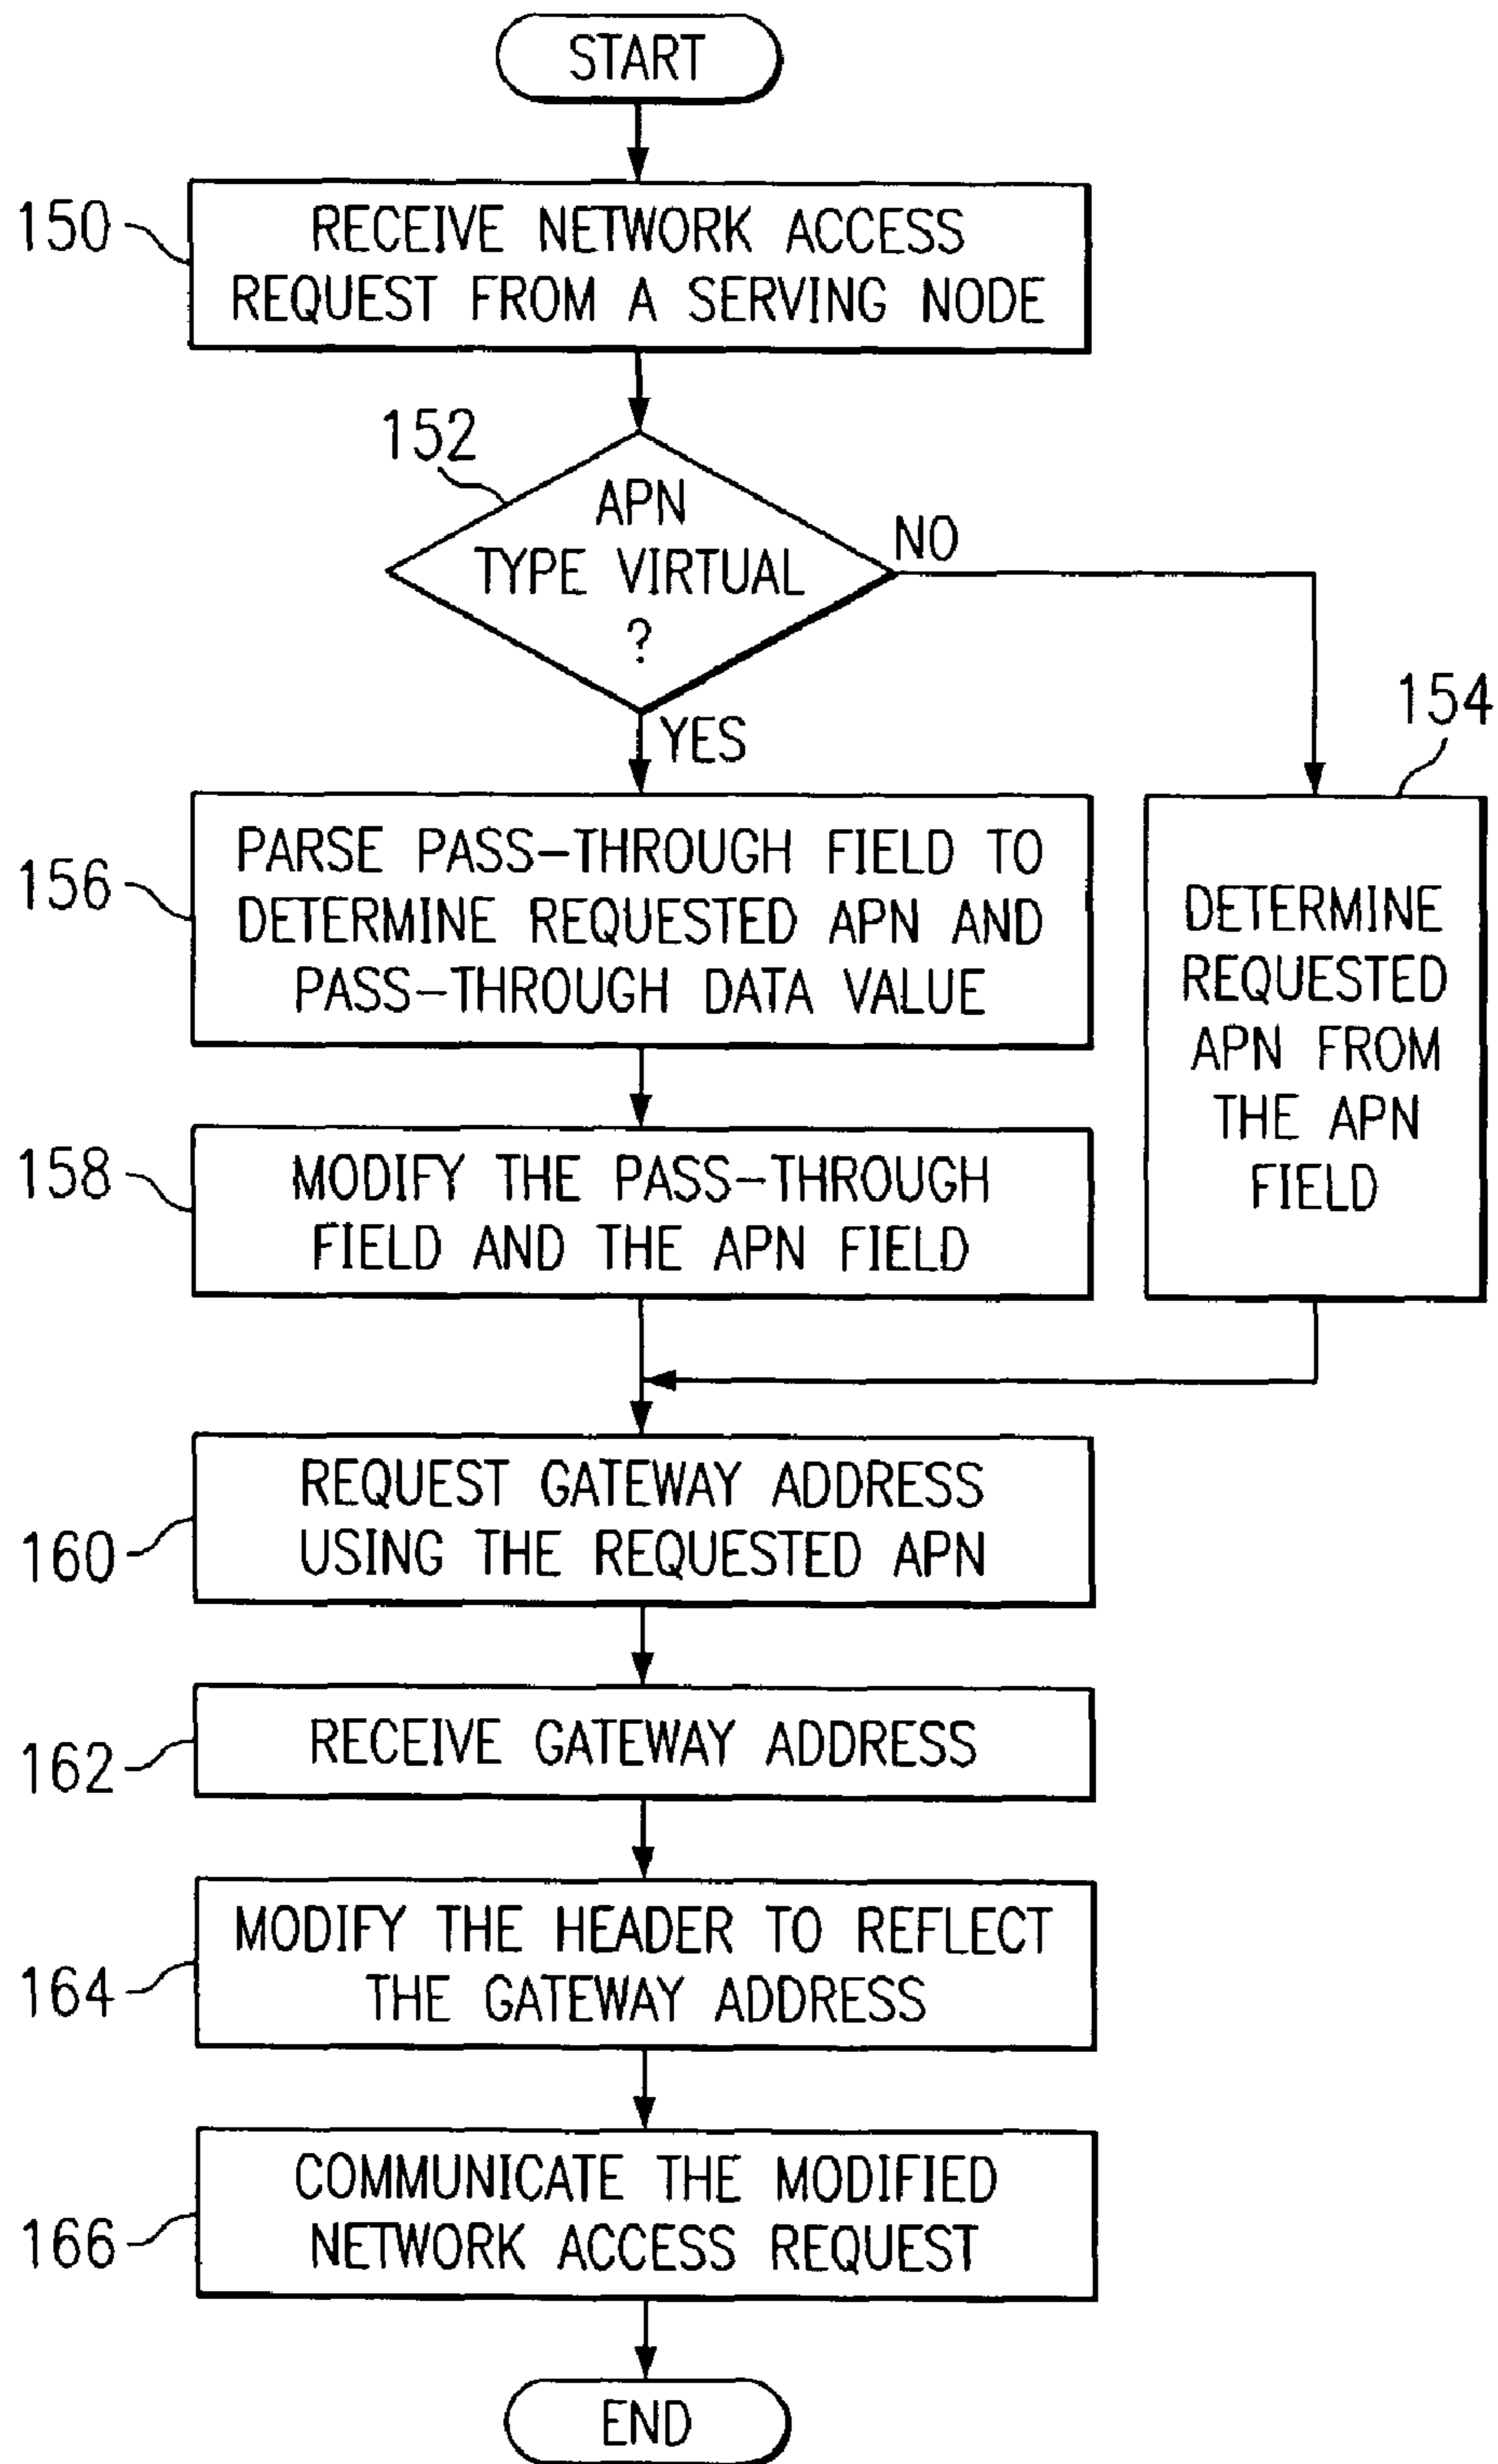 START
150
RECEIVE NETWORK ACCESS
REQUEST FROM A SERVING NODE
152
APN
TYPE VIRTUAL
?
NO
YES
154
DETERMINE
REQUESTED
APN FROM
THE APN
FIELD
156
PARSE PASS-THROUGH FIELD TO
DETERMINE REQUESTED APN AND
PASS-THROUGH DATA VALUE
158
MODIFY THE PASS-THROUGH
FIELD AND THE APN FIELD
160
REQUEST GATEWAY ADDRESS
USING THE REQUESTED APN
162
RECEIVE GATEWAY ADDRESS
164
MODIFY THE HEADER TO REFLECT
THE GATEWAY ADDRESS
166
COMMUNICATE THE MODIFIED
NETWORK ACCESS REQUEST
END